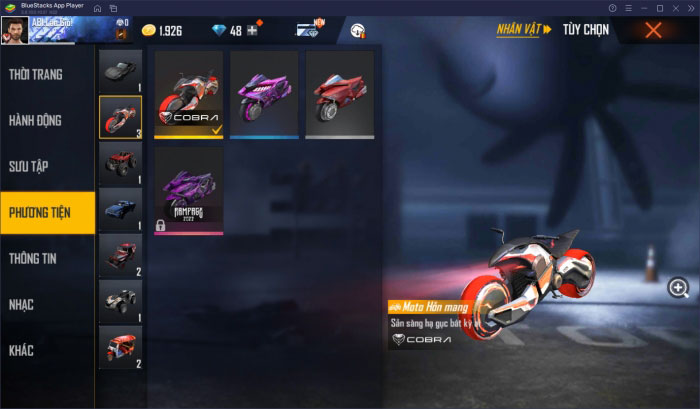 BlueStacks App Player
1.926
48
NEW
NHÂN VẬT
TÙY CHỌN
THỜI TRANG
HÀNH ĐỘNG
SƯU TẬP
PHƯƠNG TIỆN
THÔNG TIN
NHẠC
KHÁC
1
3
1
1
2
1
2
COBRA
RAMPAGE
2022
Moto Hổn mang
Sẵn sàng hạ gục bất kỳ
COBRA